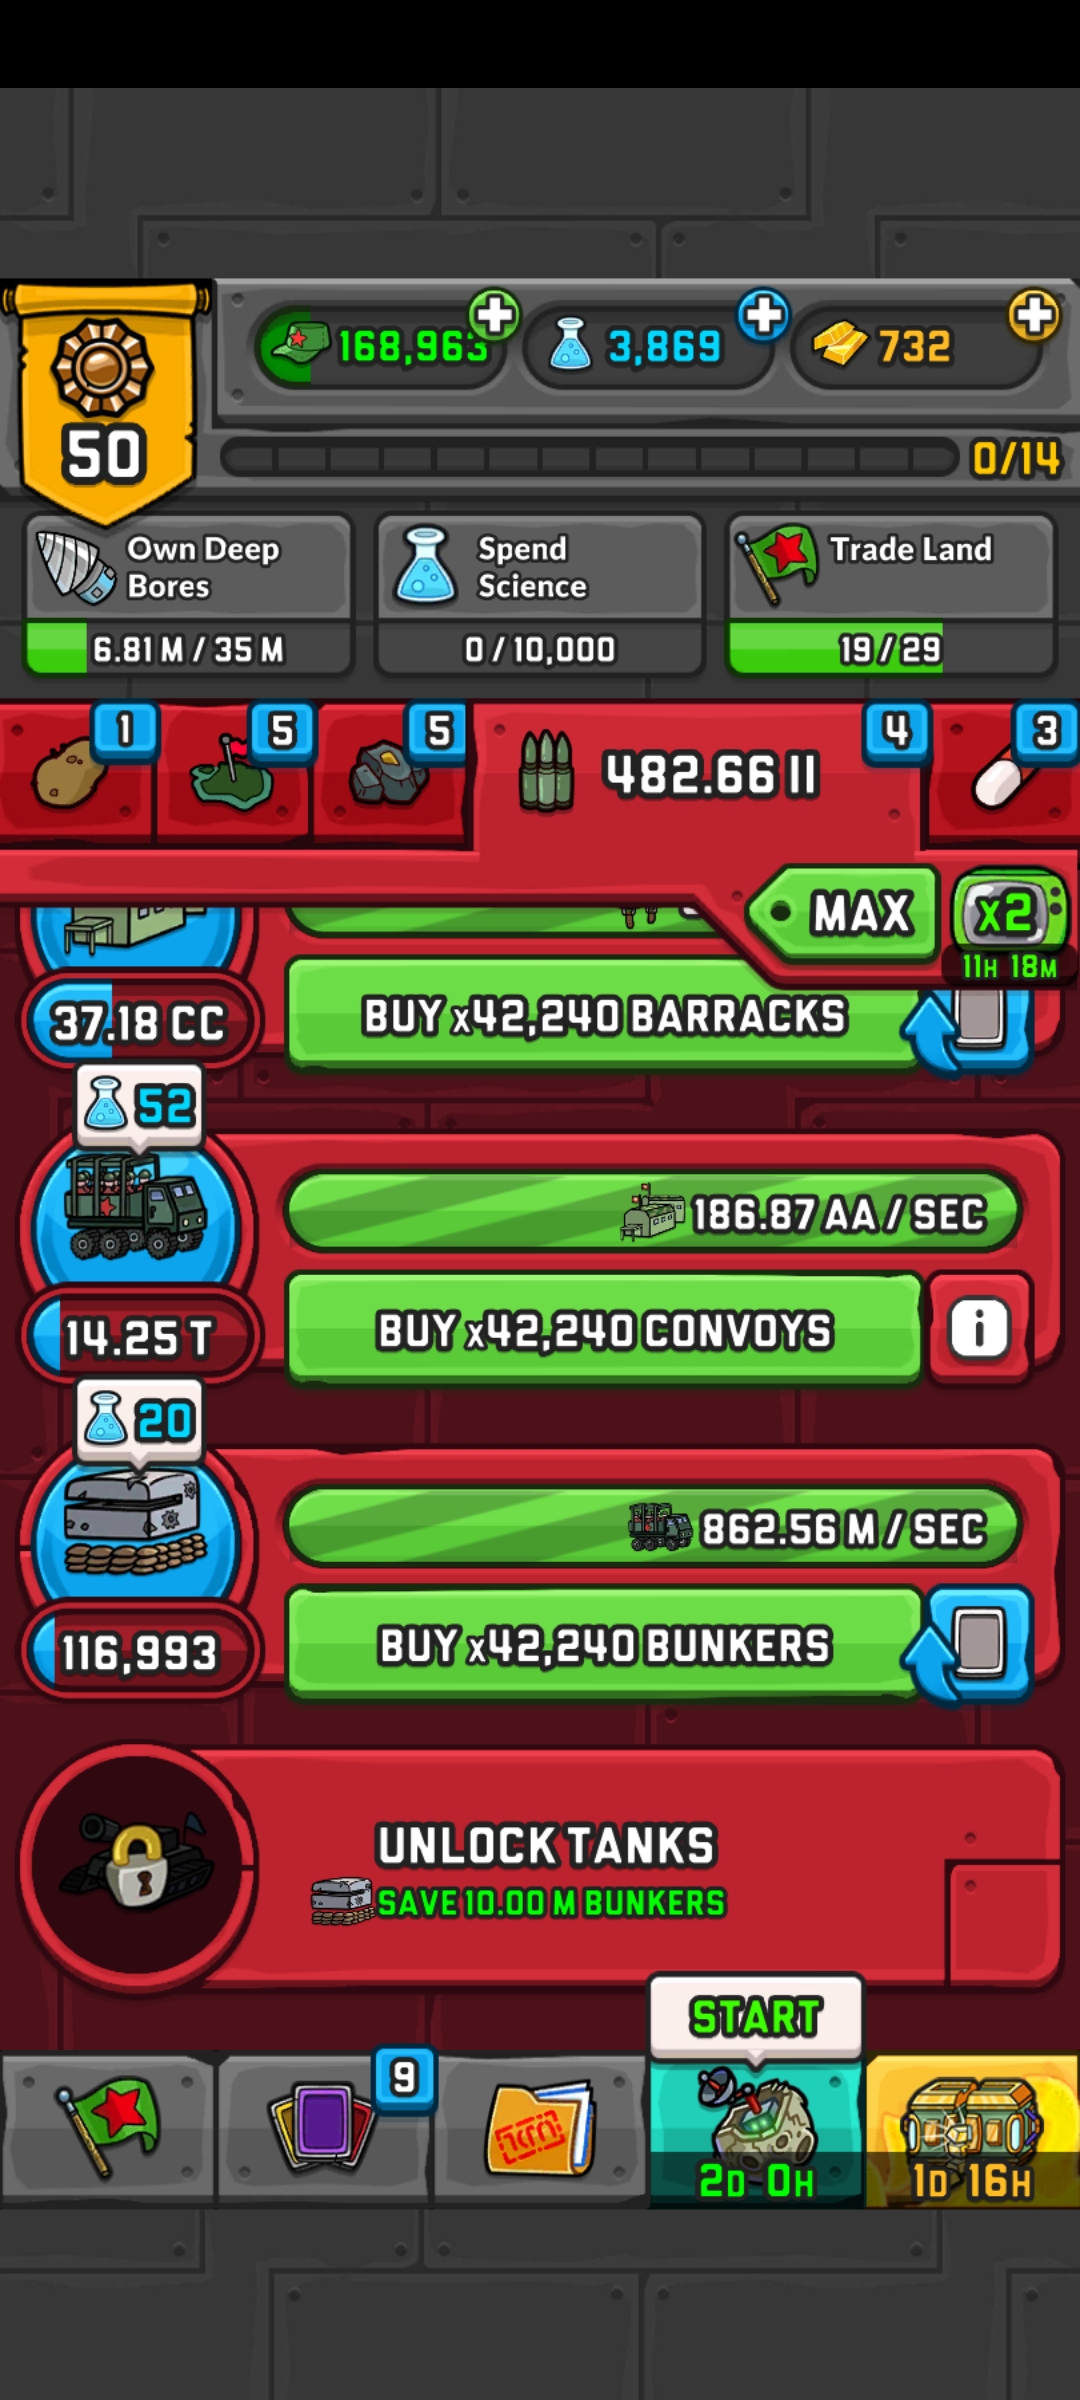 168,963
3,869
732
50
0/14
Own Deep
Bores
6.81 M / 35 M
Spend
Science
0 / 10,000
Trade Land
19 / 29
1
5
5
482.66 II
4
3
MAX
x2
11H 18M
37.18 CC
BUY x42,240 BARRACKS
52
186.87 AA / SEC
14.25 T
BUY x42,240 CONVOYS
i
20
862.56 M / SEC
116,993
BUY x42,240 BUNKERS
UNLOCK TANKS
SAVE 10.00 M BUNKERS
START
9
2D 0H
1D 16H